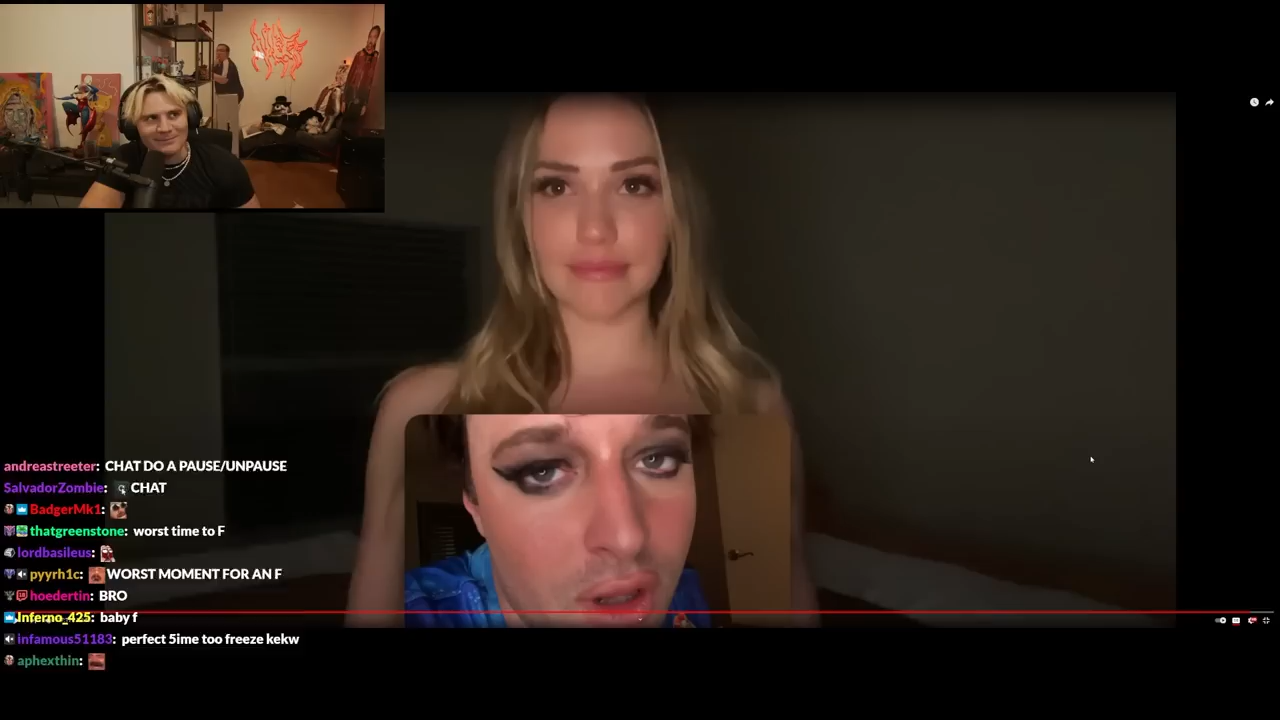 andreastreeter: CHAT DO A PAUSE/UNPAUSE
SalvadorZombie: CHAT
BadgerMk1:
thatgreenstone: worst time to F
lordbasileus:
pyyrh1c: WORST MOMENT FOR AN F
hoedertin: BRO
Inferno_425: baby f
infamous51183: perfect 5ime too freeze kekw
aphexthin: